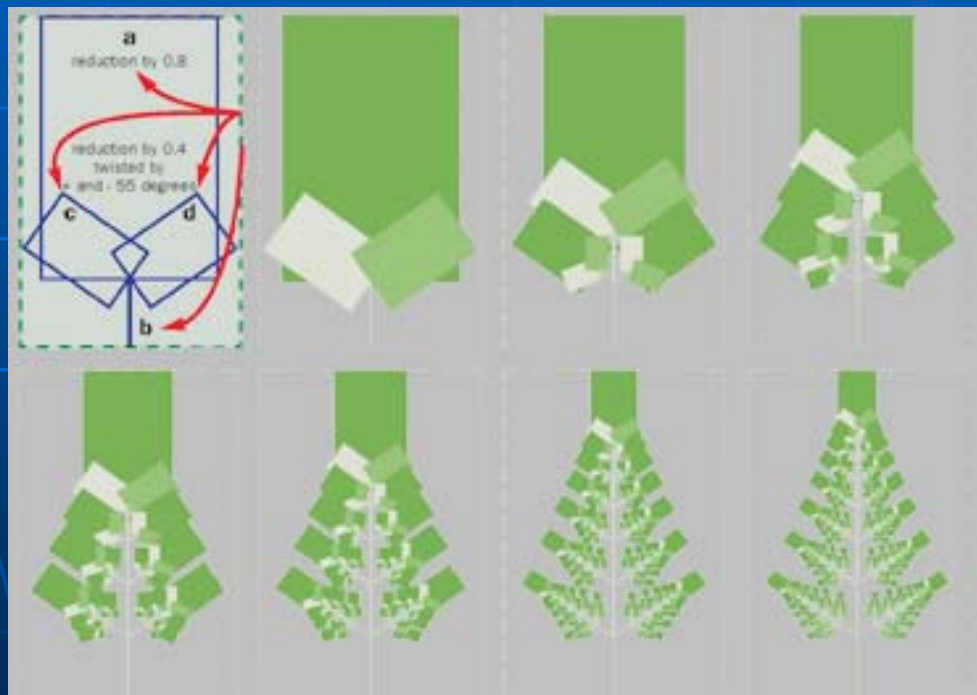 a
reduction by 0.8
reduction by 0.4
twisted by
+ and - 55 degrees
c
d
b